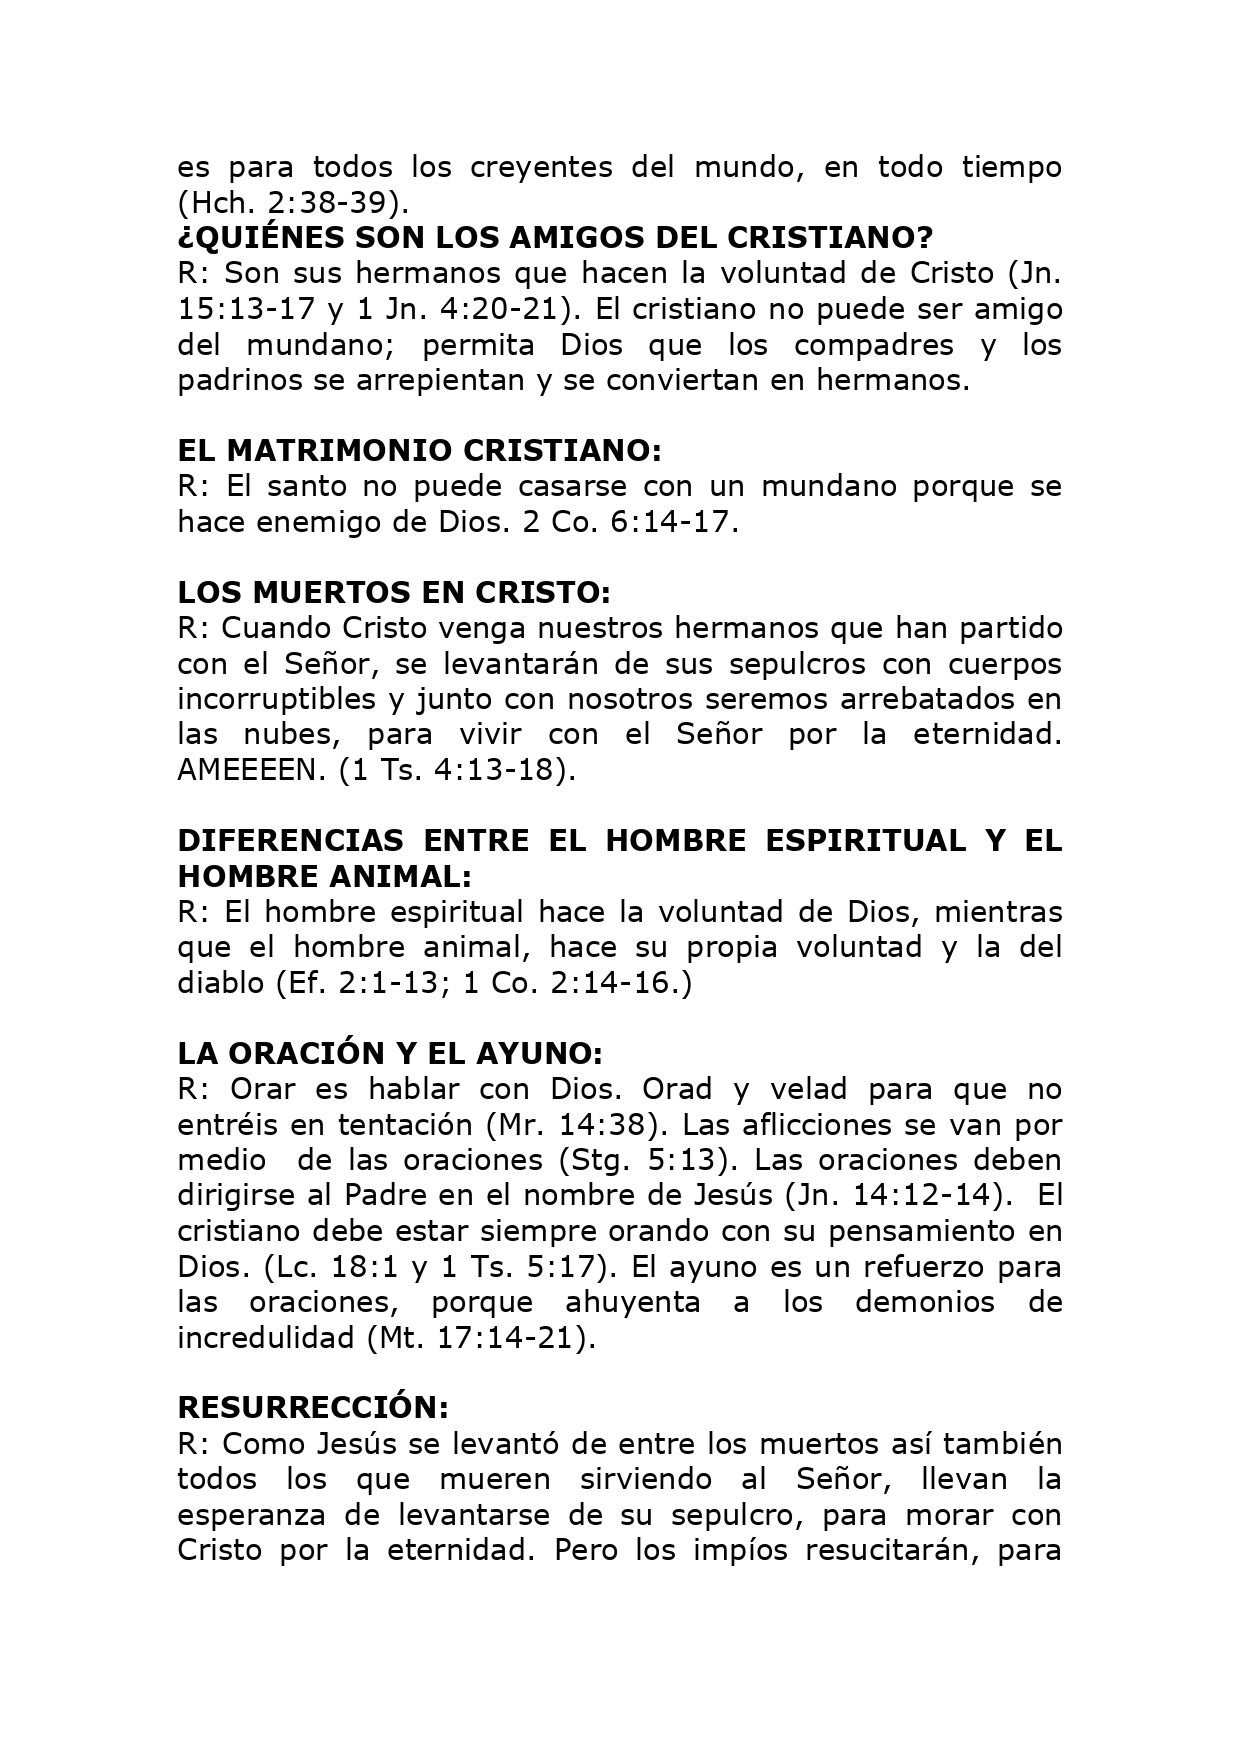 es para todos los creyentes del mundo, en todo tiempo
(Hch. 2:38-39).
¿QUIÉNES SON LOS AMIGOS DEL CRISTIANO?
R: Son sus hermanos que hacen la voluntad de Cristo (Jn.
15:13-17 y 1 Jn. 4:20-21). El cristiano no puede ser amigo
del mundano; permita Dios que los compadres y los
padrinos se arrepientan y se conviertan en hermanos.
EL MATRIMONIO CRISTIANO:
R: El santo no puede casarse con un mundano porque se
hace enemigo de Dios. 2 Co. 6:14-17.
LOS MUERTOS EN CRISTO:
R: Cuando Cristo venga nuestros hermanos que han partido
con el Señor, se levantarán de sus sepulcros con cuerpos
incorruptibles y junto con nosotros seremos arrebatados en
las nubes, para vivir con el Señor por la eternidad.
AMEEEEN. (1 Ts. 4:13-18).
DIFERENCIAS ENTRE EL HOMBRE ESPIRITUAL Y EL
HOMBRE ANIMAL:
R: El hombre espiritual hace la voluntad de Dios, mientras
que el hombre animal, hace su propia voluntad y la del
diablo (Ef. 2:1-13; 1 Co. 2:14-16.)
LA ORACIÓN Y EL AYUNO:
R: Orar es hablar con Dios. Orad y velad para que no
entréis en tentación (Mr. 14:38). Las aflicciones se van por
medio de las oraciones (Stg. 5:13). Las oraciones deben
dirigirse al Padre en el nombre de Jesús (Jn. 14:12-14). El
cristiano debe estar siempre orando con su pensamiento en
Dios. (Lc. 18:1 y 1 Ts. 5:17). El ayuno es un refuerzo para
las oraciones, porque ahuyenta a los demonios de
incredulidad (Mt. 17:14-21).
RESURRECCIÓN:
R: Como Jesús se levantó de entre los muertos así también
todos los que mueren sirviendo al Señor, llevan la
esperanza de levantarse de su sepulcro, para morar con
Cristo por la eternidad. Pero los impíos resucitarán, para